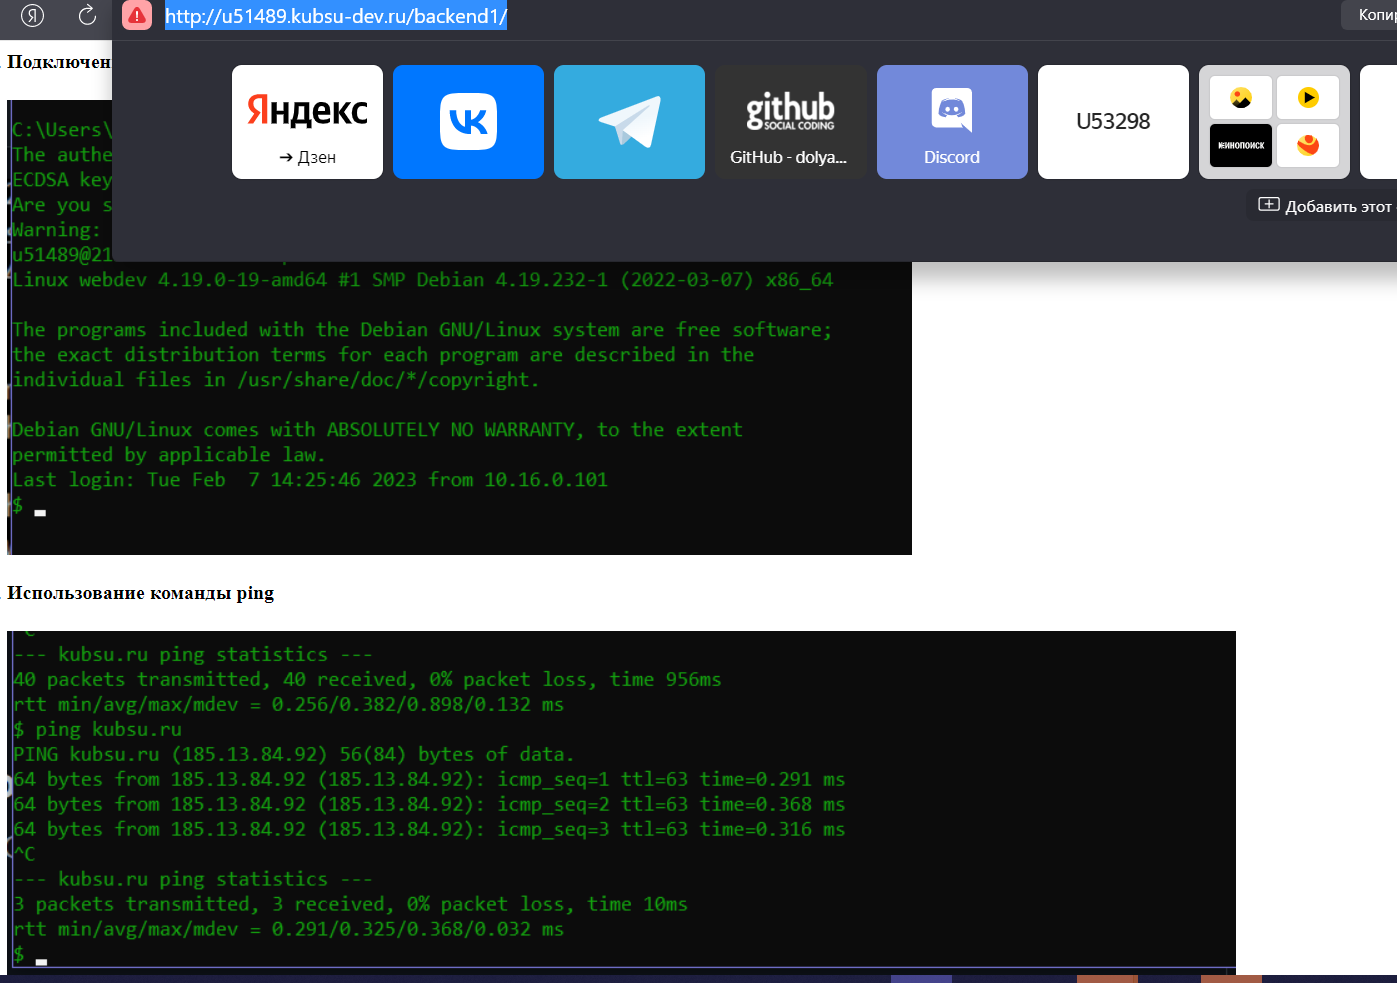 http://u51489.kubsu-dev.ru/backend1/
Яндекс
→ Дзен
github
SOCIAL CODING
GitHub - dolya...
Discord
U53298
КИНОПОИСК
Добавить этот
C:\Users\
The authe
ECDSA key
Are you s
Warning:
u51489@21
Linux webdev 4.19.0-19-amd64 #1 SMP Debian 4.19.232-1 (2022-03-07) x86_64
The programs included with the Debian GNU/Linux system are free software;
the exact distribution terms for each program are described in the
individual files in /usr/share/doc/*/copyright.
Debian GNU/Linux comes with ABSOLUTELY NO WARRANTY, to the extent
permitted by applicable law.
Last login: Tue Feb  7 14:25:46 2023 from 10.16.0.101
$
Использование команды ping
--- kubsu.ru ping statistics ---
40 packets transmitted, 40 received, 0% packet loss, time 956ms
rtt min/avg/max/mdev = 0.256/0.382/0.898/0.132 ms
$ ping kubsu.ru
PING kubsu.ru (185.13.84.92) 56(84) bytes of data.
64 bytes from 185.13.84.92 (185.13.84.92): icmp_seq=1 ttl=63 time=0.291 ms
64 bytes from 185.13.84.92 (185.13.84.92): icmp_seq=2 ttl=63 time=0.368 ms
64 bytes from 185.13.84.92 (185.13.84.92): icmp_seq=3 ttl=63 time=0.316 ms
^C
--- kubsu.ru ping statistics ---
3 packets transmitted, 3 received, 0% packet loss, time 10ms
rtt min/avg/max/mdev = 0.291/0.325/0.368/0.032 ms
$